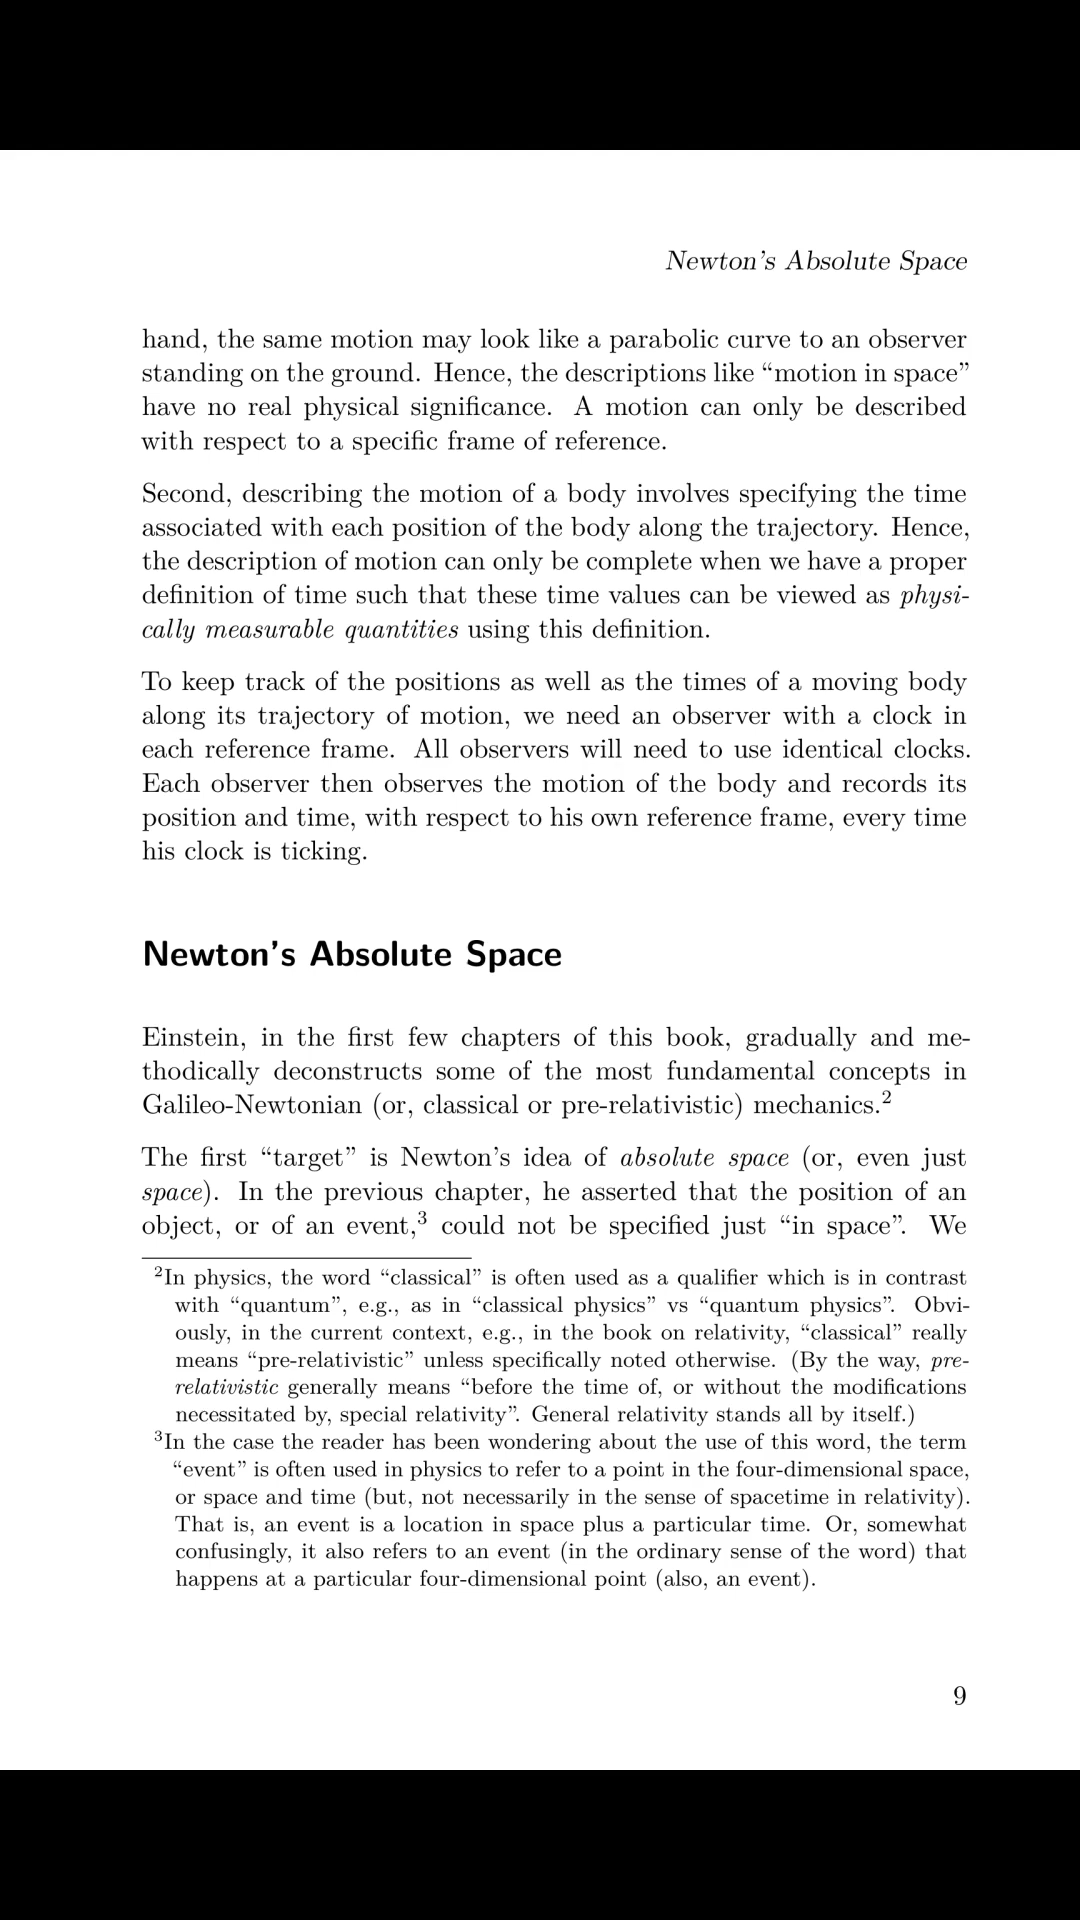 Newton's Absolute Space
hand, the same motion may look like a parabolic curve to an observer
standing on the ground. Hence, the descriptions like “motion in space”
have no real physical significance. A motion can only be described
with respect to a specific frame of reference.
Second, describing the motion of a body involves specifying the time
associated with each position of the body along the trajectory. Hence,
the description of motion can only be complete when we have a proper
definition of time such that these time values can be viewed as physi-
cally measurable quantities using this definition.
To keep track of the positions as well as the times of a moving body
along its trajectory of motion, we need an observer with a clock in
each reference frame. All observers will need to use identical clocks.
Each observer then observes the motion of the body and records its
position and time, with respect to his own reference frame, every time
his clock is ticking.
Newton's Absolute Space
Einstein, in the first few chapters of this book, gradually and me-
thodically deconstructs some of the most fundamental concepts in
Galileo-Newtonian (or, classical or pre-relativistic) mechanics.²
The first “target” is Newton's idea of absolute space (or, even just
space). In the previous chapter, he asserted that the position of an
object, or of an event,³ could not be specified just “in space”. We
²In physics, the word “classical” is often used as a qualifier which is in contrast
with “quantum”, e.g., as in “classical physics” vs “quantum physics”. Obvi-
ously, in the current context, e.g., in the book on relativity, “classical” really
means “pre-relativistic” unless specifically noted otherwise. (By the way, pre-
relativistic generally means “before the time of, or without the modifications
necessitated by, special relativity”. General relativity stands all by itself.)
³In the case the reader has been wondering about the use of this word, the term
“event” is often used in physics to refer to a point in the four-dimensional space,
or space and time (but, not necessarily in the sense of spacetime in relativity).
That is, an event is a location in space plus a particular time. Or, somewhat
confusingly, it also refers to an event (in the ordinary sense of the word) that
happens at a particular four-dimensional point (also, an event).
9